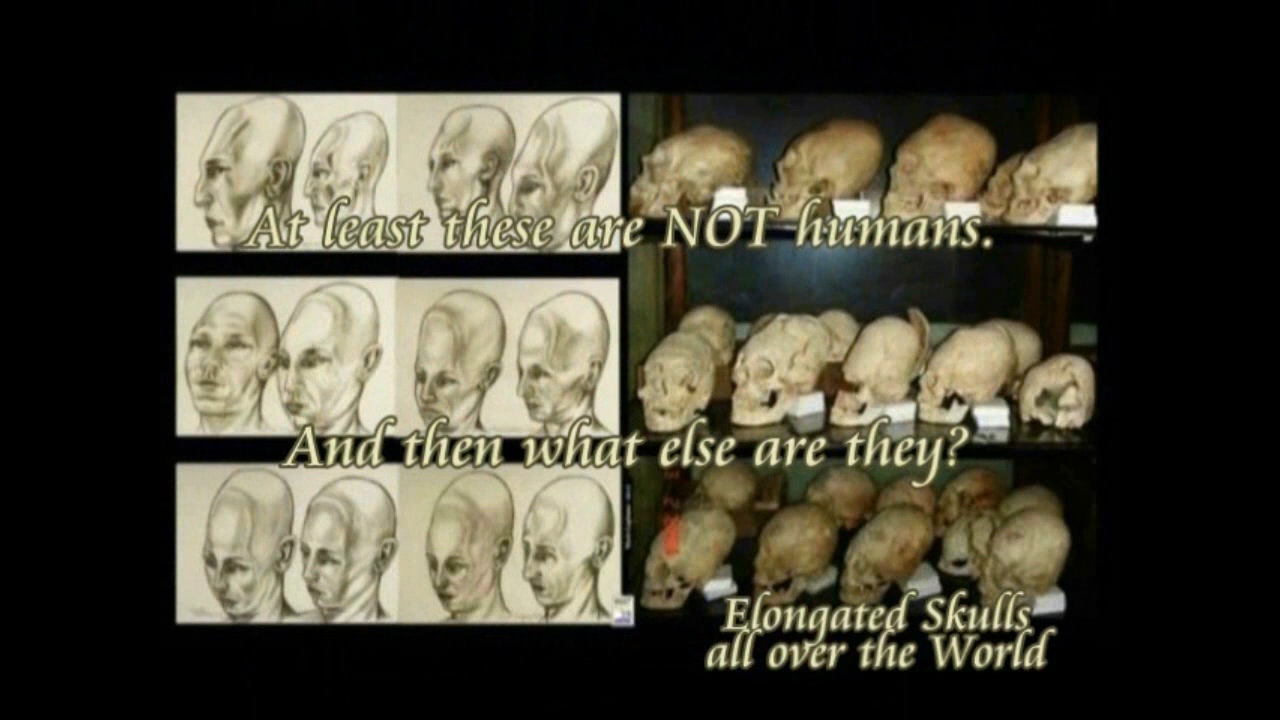 At least these are NOT humans.
And then what else are they?
Elongated Skulls
all over the World